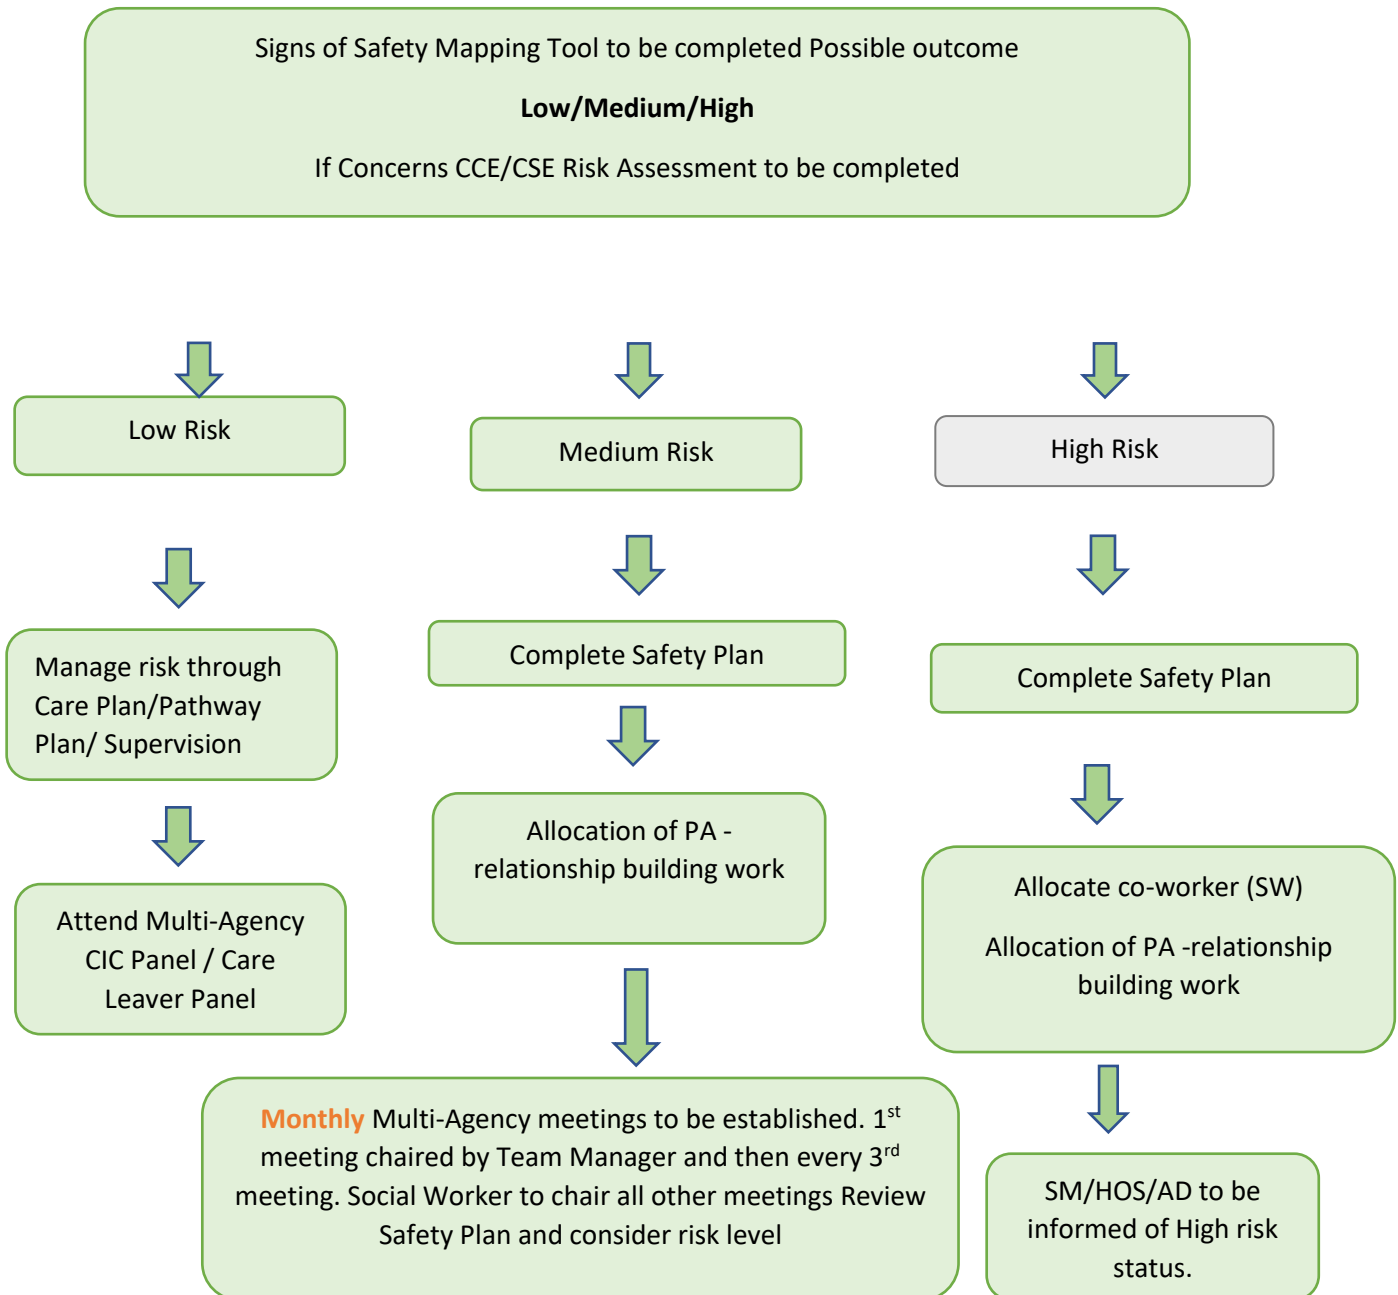 Signs of Safety Mapping Tool to be completed Possible outcome
Low/Medium/High
If Concerns CCE/CSE Risk Assessment to be completed
Low Risk
Medium Risk
High Risk
Manage risk through
Care Plan/Pathway
Plan/ Supervision
Complete Safety Plan
Complete Safety Plan
Attend Multi-Agency
CIC Panel / Care
Leaver Panel
Allocation of PA -
relationship building work
Allocate co-worker (SW)
Allocation of PA -relationship
building work
Monthly Multi-Agency meetings to be established. 1st
meeting chaired by Team Manager and then every 3rd
meeting. Social Worker to chair all other meetings Review
Safety Plan and consider risk level
SM/HOS/AD to be
informed of High risk
status.